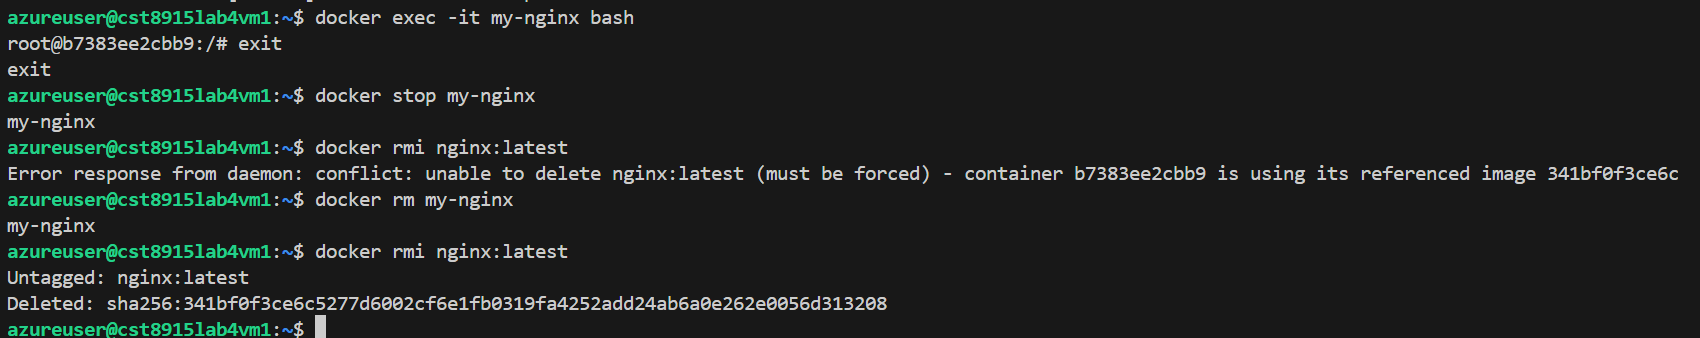 azureuser@cst8915lab4vm1:~$ docker exec -it my-nginx bash
root@b7383ee2cbb9:/# exit
exit
azureuser@cst8915lab4vm1:~$ docker stop my-nginx
my-nginx
azureuser@cst8915lab4vm1:~$ docker rmi nginx:latest
Error response from daemon: conflict: unable to delete nginx:latest (must be forced) - container b7383ee2cbb9 is using its referenced image 341bf0f3ce6c
azureuser@cst8915lab4vm1:~$ docker rm my-nginx
my-nginx
azureuser@cst8915lab4vm1:~$ docker rmi nginx:latest
Untagged: nginx:latest
Deleted: sha256:341bf0f3ce6c5277d6002cf6e1fb0319fa4252add24ab6a0e262e0056d313208
azureuser@cst8915lab4vm1:~$